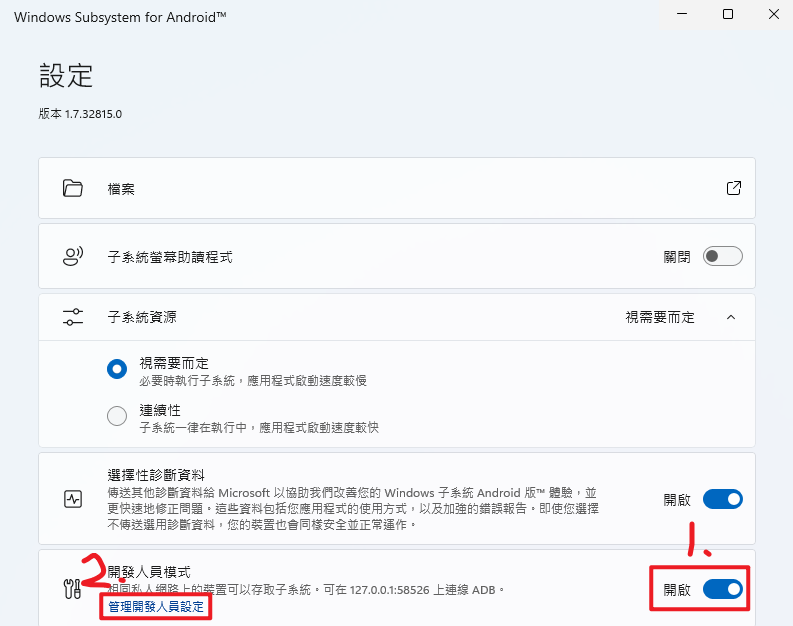 Windows Subsystem for Android™
設定
版本 1.7.32815.0
檔案
子系統螢幕助讀程式
關閉
子系統資源
視需要而定
視需要而定
必要時執行子系統，應用程式啟動速度較慢
連續性
子系統一律在執行中，應用程式啟動速度較快
選擇性診斷資料
傳送其他診斷資料給 Microsoft 以協助我們改善您的 Windows 子系統 Android 版™ 體驗，並
更快速地修正問題。這些資料包括您應用程式的使用方式，以及加強的錯誤報告。即使您選擇
不傳送選用診斷資料，您的裝置也會同樣安全並正常運作。
開啟
1.
2.
開發人員模式
相同私人網路上的裝置可以存取子系統。可在 127.0.0.1:58526 上連線 ADB。
管理開發人員設定
開啟